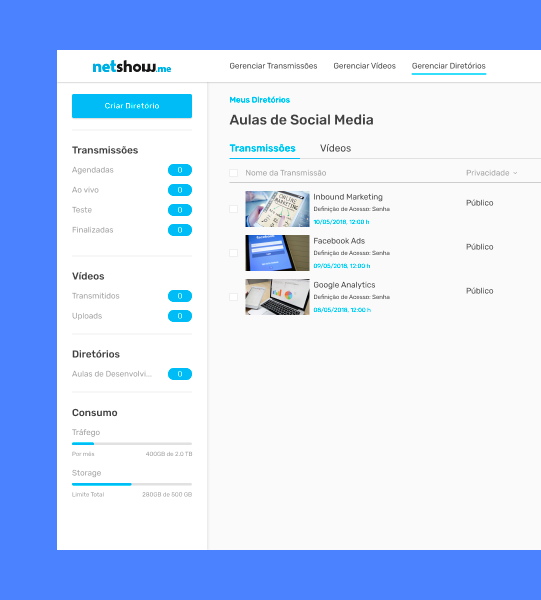 netshow.me
Gerenciar Transmissões
Gerenciar Vídeos
Gerenciar Diretórios
Criar Diretório
Transmissões
Agendadas 0
Ao vivo 0
Teste 0
Finalizadas 0
Vídeos
Transmitidos 0
Uploads 0
Diretórios
Aulas de Desenvolvi... 0
Consumo
Tráfego
Por mês 400GB de 2.0 TB
Storage
Limite Total 280GB de 500 GB
Meus Diretórios
Aulas de Social Media
Transmissões Vídeos
Nome da Transmissão Privacidade
ONLINE
MARKETING
Inbound Marketing
Definição de Acesso: Senha
10/05/2018, 12:00 h
Público
facebook
Facebook Ads
Definição de Acesso: Senha
09/05/2018, 12:00 h
Público
Google Analytics
Definição de Acesso: Senha
08/05/2018, 12:00 h
Público